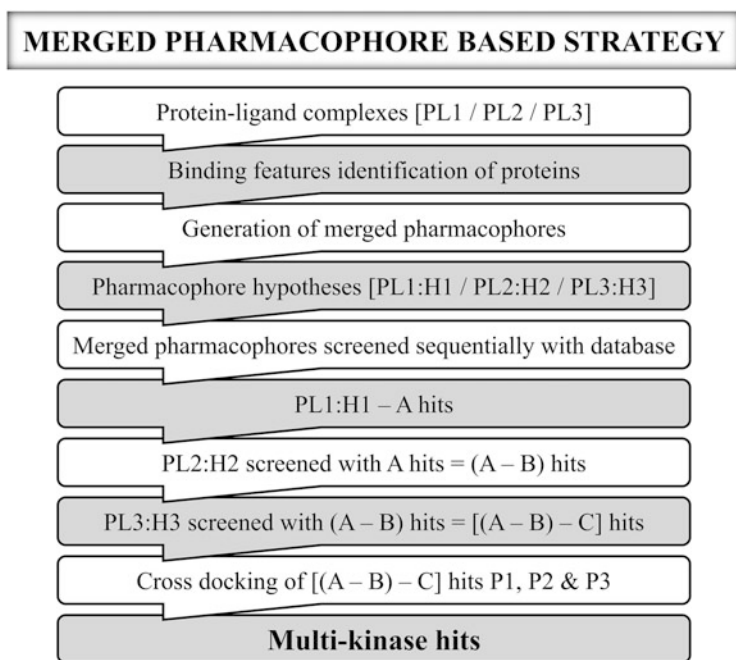 MERGED PHARMACOPHORE BASED STRATEGY
Protein-ligand complexes [PL1 / PL2 / PL3]
Binding features identification of proteins
Generation of merged pharmacophores
Pharmacophore hypotheses [PL1:H1 / PL2:H2 / PL3:H3]
Merged pharmacophores screened sequentially with database
PL1:H1 – A hits
PL2:H2 screened with A hits = (A – B) hits
PL3:H3 screened with (A – B) hits = [(A – B) – C] hits
Cross docking of [(A – B) – C] hits P1, P2 & P3
Multi-kinase hits